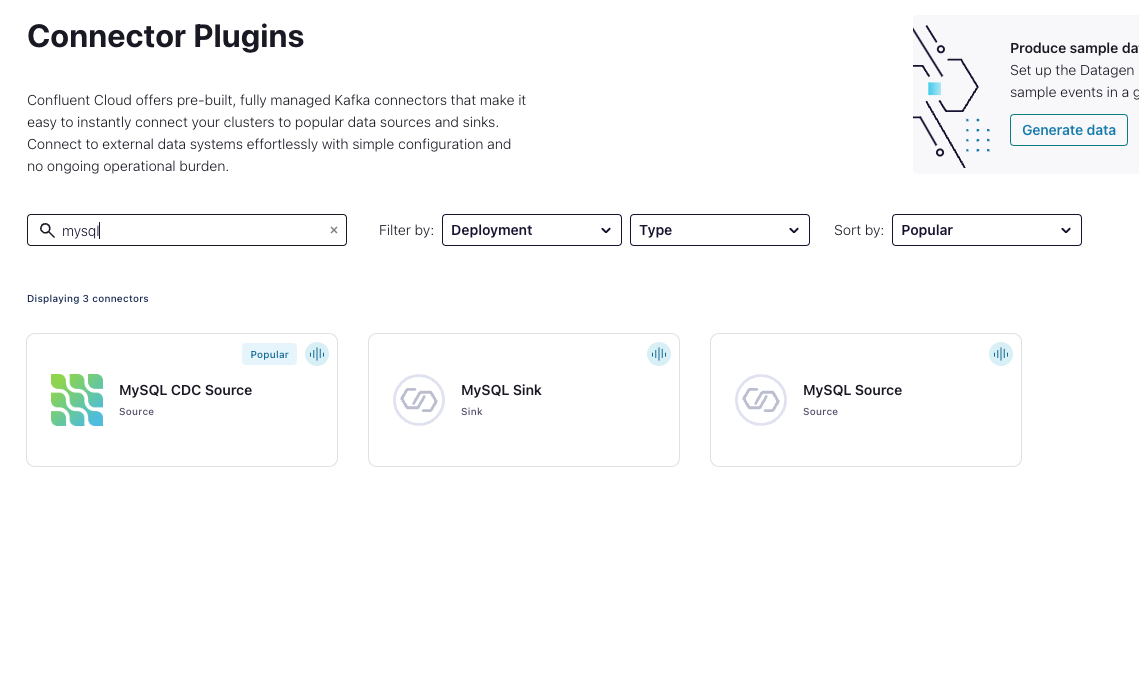 Connector Plugins
Confluent Cloud offers pre-built, fully managed Kafka connectors that make it
easy to instantly connect your clusters to popular data sources and sinks.
Connect to external data systems effortlessly with simple configuration and
no ongoing operational burden.
Produce sample da
Set up the Datagen
sample events in a g
Generate data
mysql ×
Filter by: Deployment Type Sort by: Popular
Displaying 3 connectors
Popular
MySQL CDC Source
Source
MySQL Sink
Sink
MySQL Source
Source